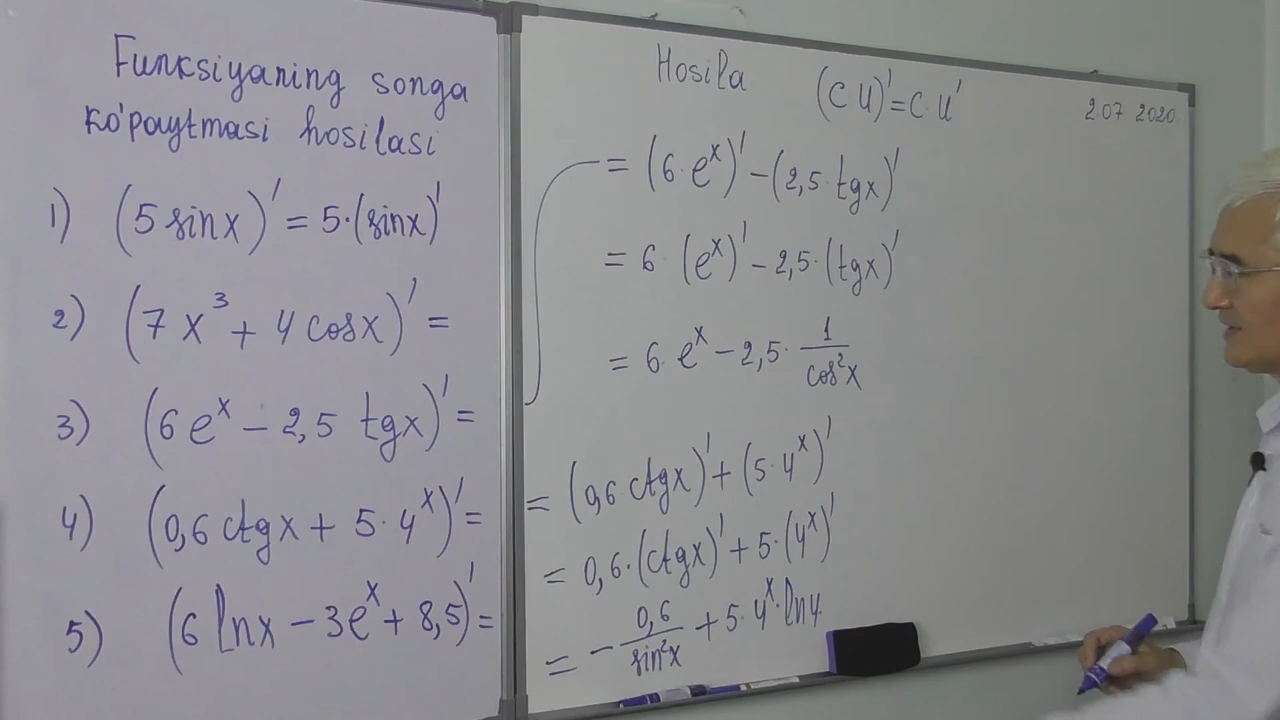 Funksiyaning songa
ko'paytmasi hosilasi
1) (5 sinx)' = 5·(sinx)'
2) (7x³ + 4 cosx)' =
3) (6eˣ − 2,5 tgx)' =
4) (0,6 ctgx + 5·4ˣ)' =
5) (6 lnx − 3eˣ + 8,5)' =
Hosila (C U)' = C·U'
2.07 2020
= (6·eˣ)' − (2,5·tgx)'
= 6 (eˣ)' − 2,5·(tgx)'
= 6·eˣ − 2,5· 1/cos²x
= (0,6 ctgx)' + (5·4ˣ)'
= 0,6·(ctgx)' + 5·(4ˣ)'
= − 0,6/sin²x + 5·4ˣ·ln4